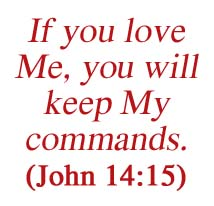 If you love
Me, you will
keep My
commands.
(John 14:15)